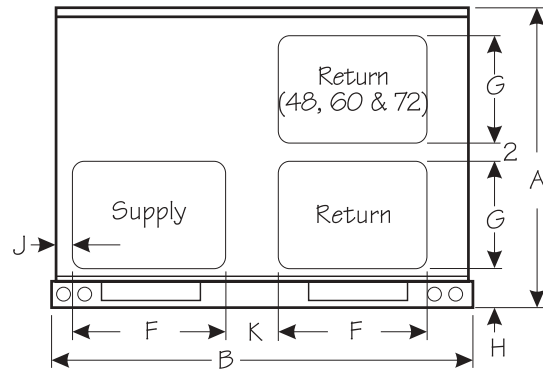 Return
(48, 60 & 72)
G
2
A
Supply
Return
G
J
F
K
F
H
B